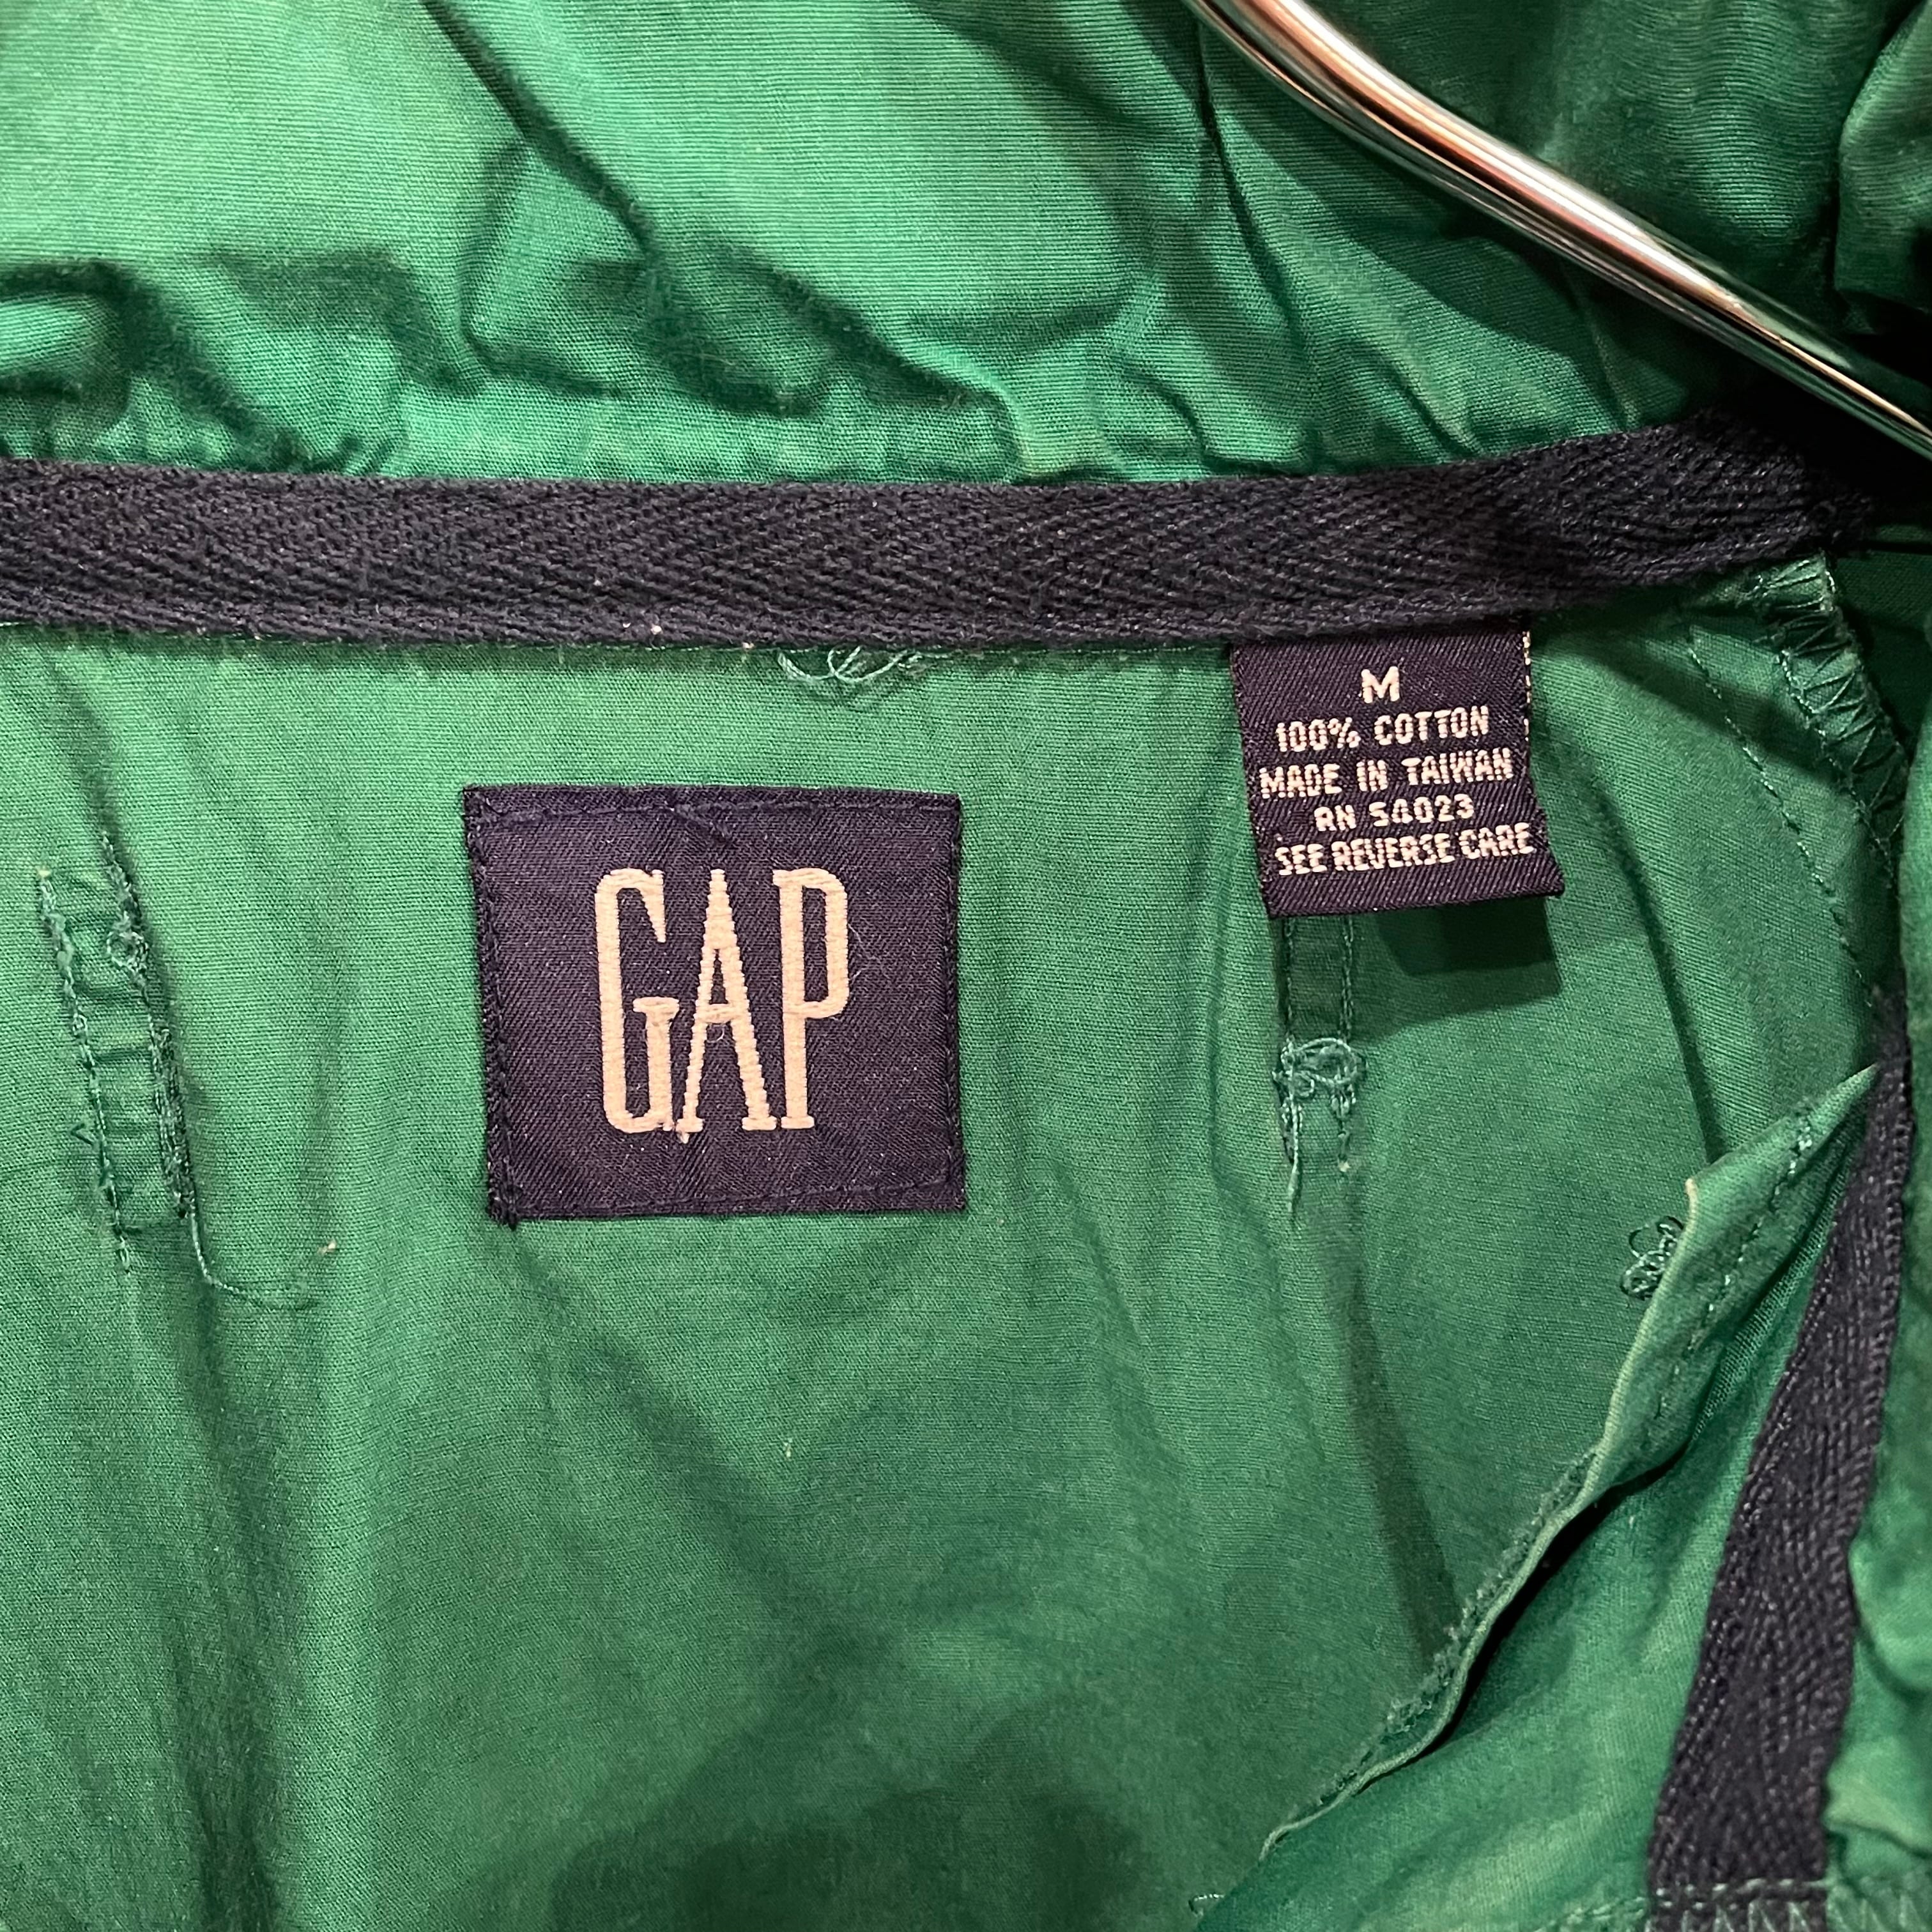 GAP
M
100% COTTON
MADE IN TAIWAN
RN 54023
SEE REVERSE CARE